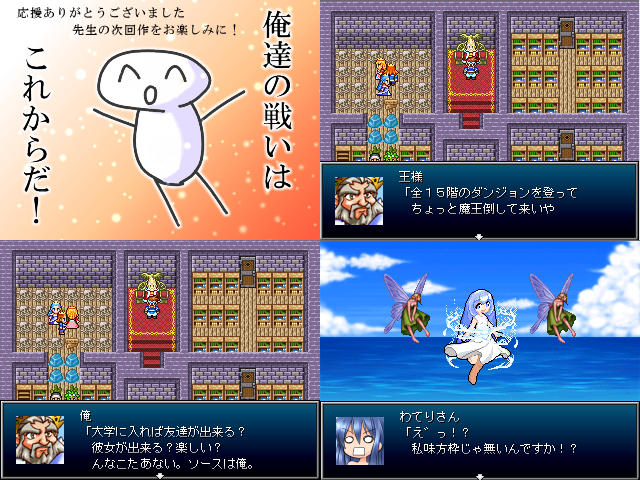 応援ありがとうございました
先生の次回作をお楽しみに！
俺達の戦いは
これからだ！
王様
「全１５階のダンジョンを登って
ちょっと魔王倒して来いや
俺
「大学に入れば友達が出来る？
彼女が出来る？楽しい？
んなこたあない。ソースは俺。
わてりさん
「え゛っ！？
私味方枠じゃ無いんですか！？